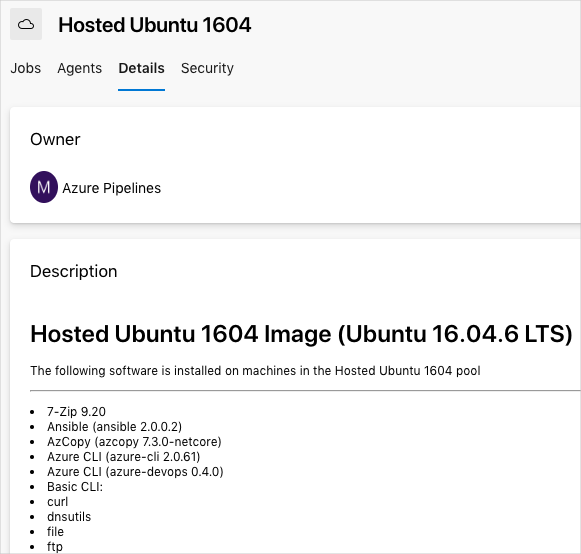 Hosted Ubuntu 1604
Jobs Agents Details Security
Owner
M Azure Pipelines
Description
Hosted Ubuntu 1604 Image (Ubuntu 16.04.6 LTS)
The following software is installed on machines in the Hosted Ubuntu 1604 pool
• 7-Zip 9.20
• Ansible (ansible 2.0.0.2)
• AzCopy (azcopy 7.3.0-netcore)
• Azure CLI (azure-cli 2.0.61)
• Azure CLI (azure-devops 0.4.0)
• Basic CLI:
• curl
• dnsutils
• file
• ftp